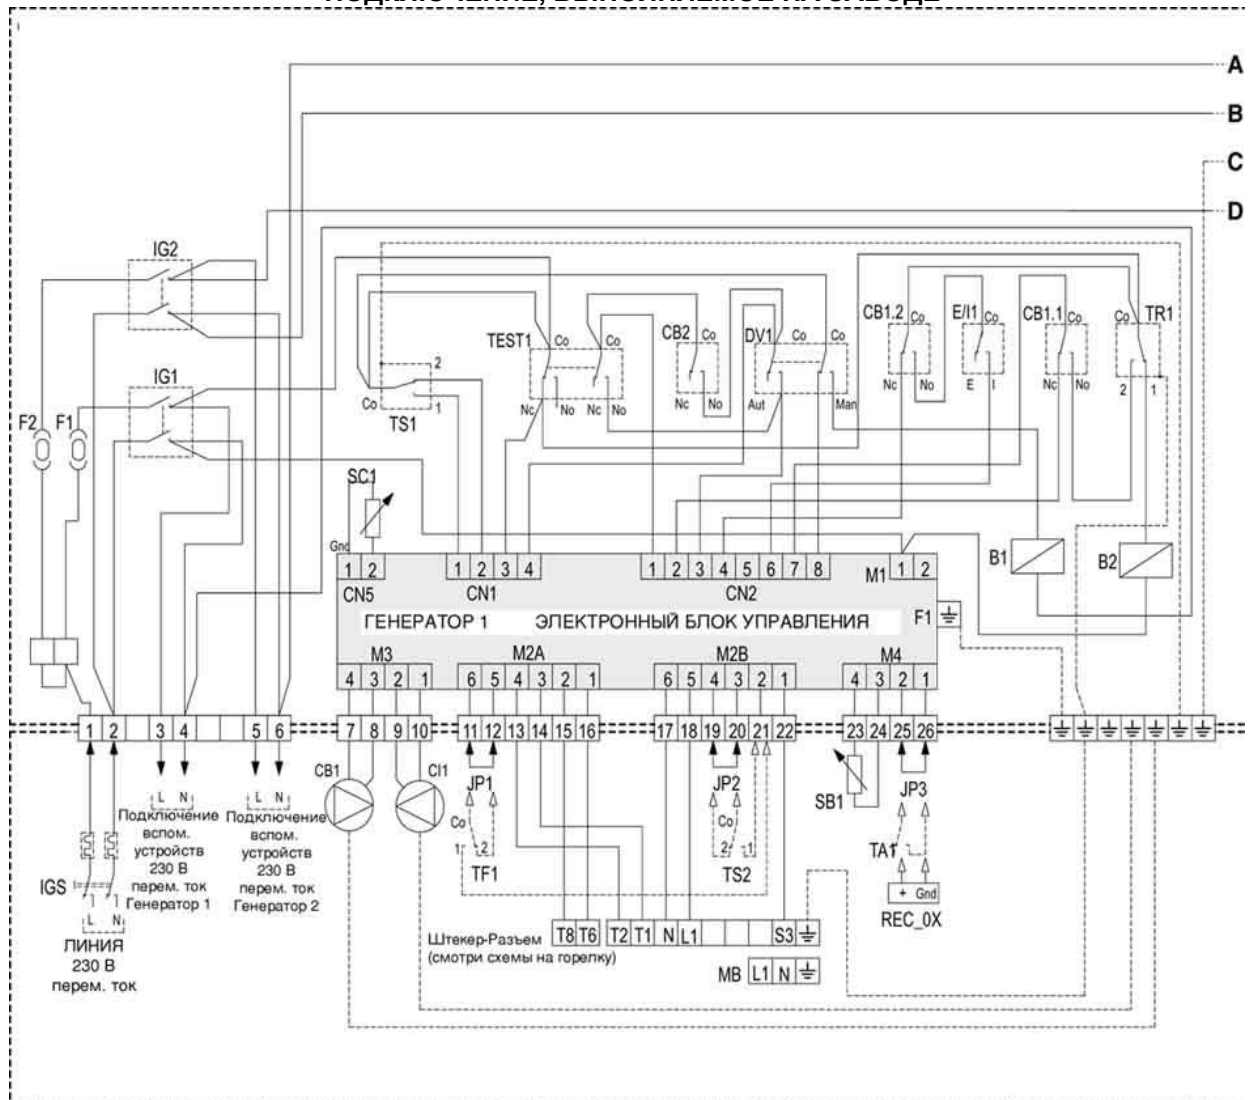 ПОДКЛЮЧЕНИЕ, ВЫПОЛНЯЕМОЕ НА ЗАВОДЕ
A
B
C
D
IG2
IG1
F2 F1
TEST1 Co Co
CB2 Co
DV1 Co Co
CB1.2 Co
E/I1 Co
CB1.1 Co
Co TR1
2
Co 1
TS1
Nc No Nc No
Nc No
Aut Man
Nc No
E I
Nc No
2 1
SC1
Gnd
B1
B2
1 2
1 2 3 4
1 2 3 4 5 6 7 8
M1 1 2
CN5
CN1
CN2
ГЕНЕРАТОР 1 ЭЛЕКТРОННЫЙ БЛОК УПРАВЛЕНИЯ
F1
M3
M2A
M2B
M4
4 3 2 1
6 5 4 3 2 1
6 5 4 3 2 1
4 3 2 1
1 2 3 4 5 6
7 8 9 10
11 12 13 14 15 16
17 18 19 20 21 22
23 24 25 26
CB1
CI1
JP1
JP2
SB1
JP3
L N
Подключение
вспом.
устройств
230 В
перем. ток
Генератор 1
L N
Подключение
вспом.
устройств
230 В
перем. ток
Генератор 2
Co
1 2
TF1
Co
2 1
TS2
TA1
+ Gnd
REC_0X
IGS
L N
ЛИНИЯ
230 В
перем. ток
Штекер-Разъем
(смотри схемы на горелку)
T8 T6 T2 T1 N L1 S3
MB L1 N